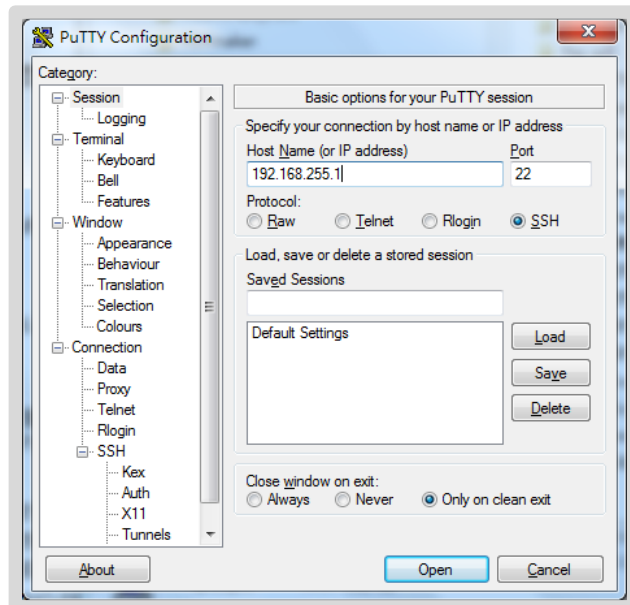 PuTTY Configuration
Category:
Session
Logging
Terminal
Keyboard
Bell
Features
Window
Appearance
Behaviour
Translation
Selection
Colours
Connection
Data
Proxy
Telnet
Rlogin
SSH
Kex
Auth
X11
Tunnels
Basic options for your PuTTY session
Specify your connection by host name or IP address
Host Name (or IP address) Port
192.168.255.1 22
Protocol:
Raw Telnet Rlogin SSH
Load, save or delete a stored session
Saved Sessions
Default Settings
Load
Save
Delete
Close window on exit:
Always Never Only on clean exit
About Open Cancel